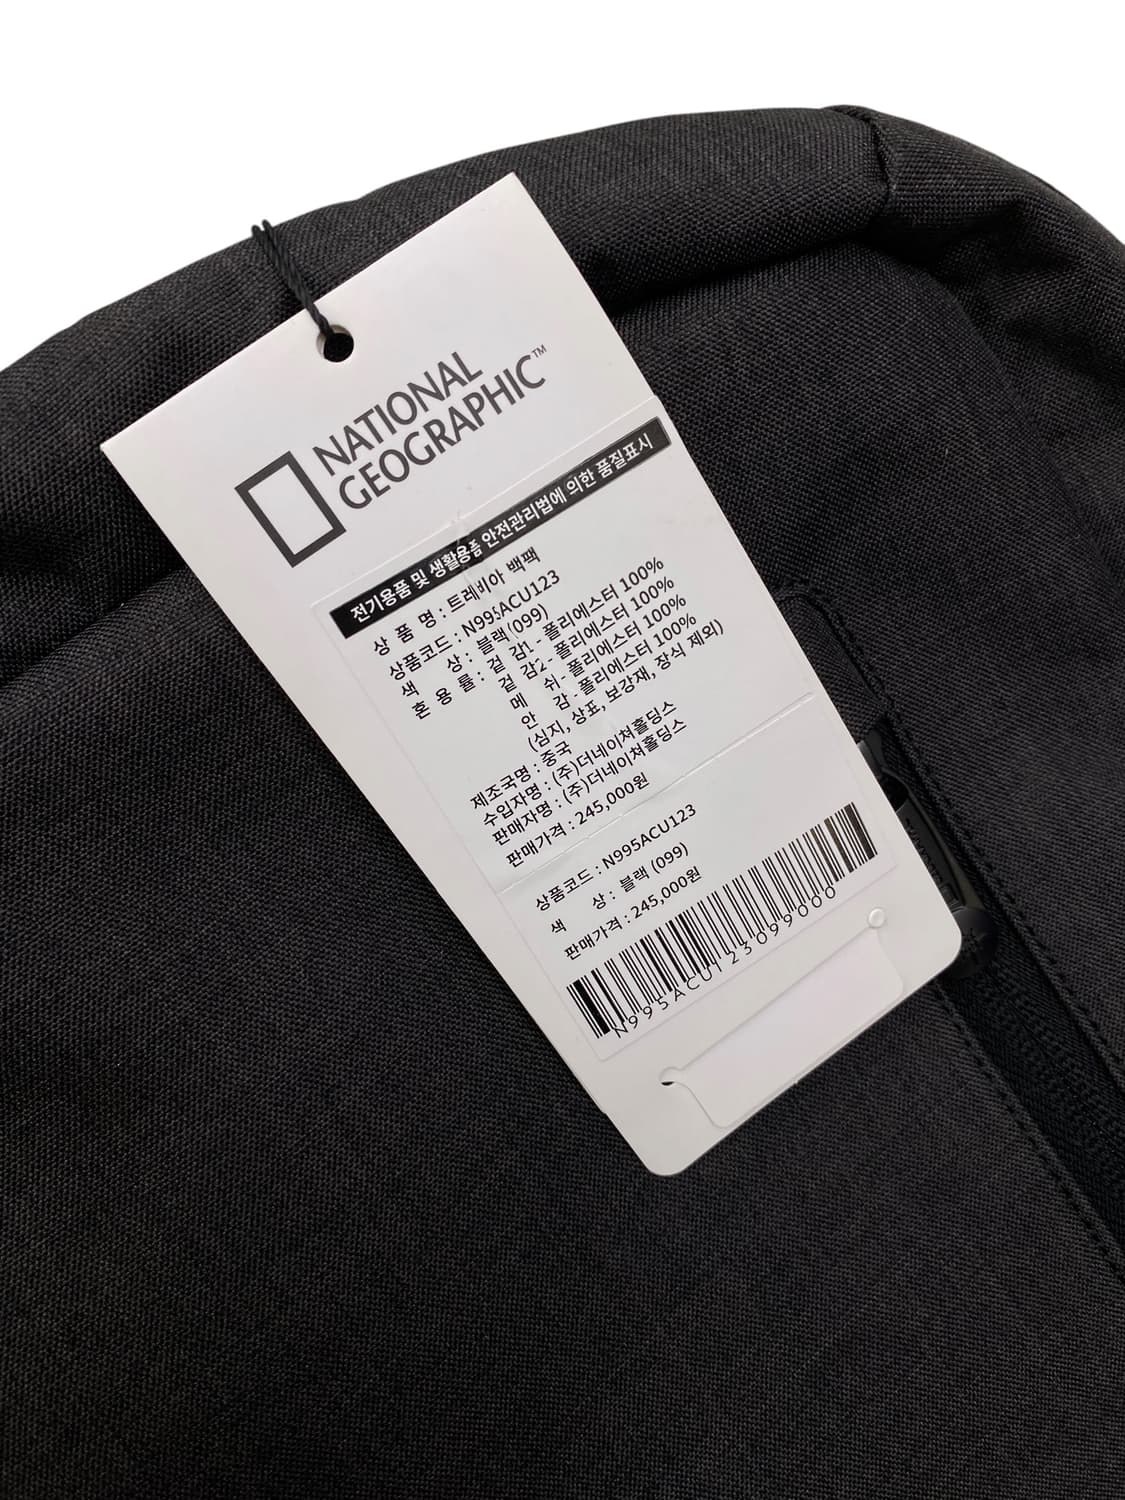 NATIONAL
GEOGRAPHIC™
전기용품 및 생활용품 안전관리법에 의한 품질표시
상 품 명 : 트레비아 백팩
상품코드 : N995ACU123
색 상 : 블랙 (099)
혼 용 률 : 겉 감1 - 폴리에스터 100%
겉 감2 - 폴리에스터 100%
메 쉬 - 폴리에스터 100%
안 감 - 폴리에스터 100%
(심지, 상표, 보강재, 장식 제외)
제조국명 : 중국
수입자명 : (주)더네이쳐홀딩스
판매자명 : (주)더네이쳐홀딩스
판매가격 : 245,000원
상품코드 : N995ACU123
색 상 : 블랙 (099)
판매가격 : 245,000원
N995ACU123099000